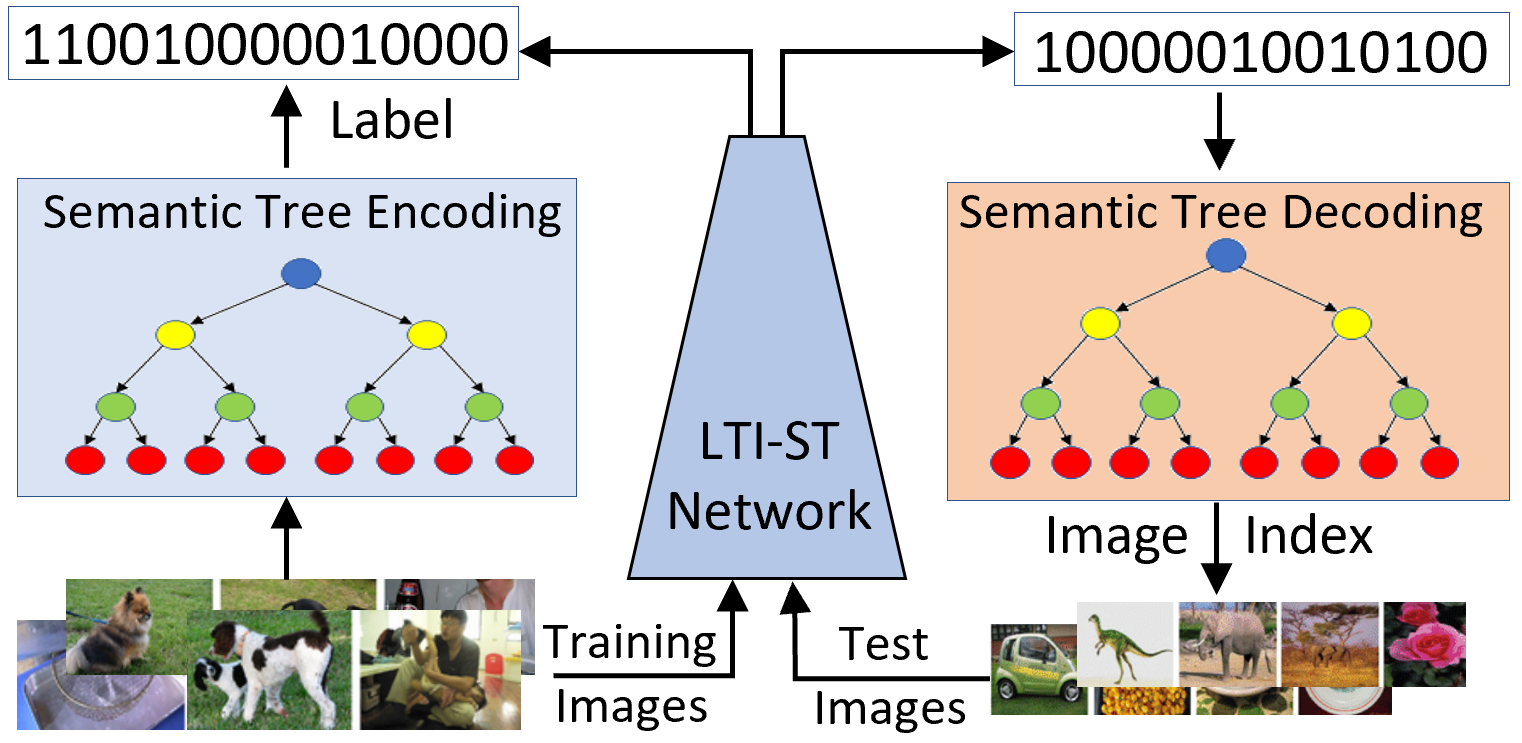 110010000010000
10000010010100
Label
Semantic Tree Encoding
Semantic Tree Decoding
LTI-ST
Network
Image Index
Training
Images
Test
Images